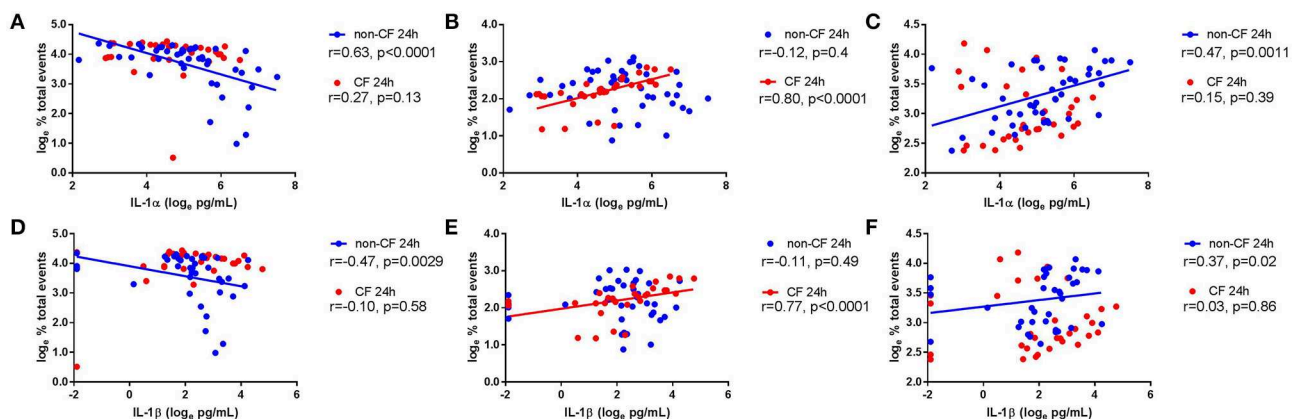 A
non-CF 24h
r=0.63, p<0.0001
CF 24h
r=0.27, p=0.13
logₑ % total events
5.0
4.0
3.0
2.0
1.0
0.0
2
4
6
8
IL-1α (logₑ pg/mL)
B
non-CF 24h
r=-0.12, p=0.4
CF 24h
r=0.80, p<0.0001
logₑ % total events
4.0
3.0
2.0
1.0
0.0
2
4
6
8
IL-1α (logₑ pg/mL)
C
non-CF 24h
r=0.47, p=0.0011
CF 24h
r=0.15, p=0.39
logₑ % total events
4.5
4.0
3.5
3.0
2.5
2.0
2
4
6
8
IL-1α (logₑ pg/mL)
D
non-CF 24h
r=-0.47, p=0.0029
CF 24h
r=-0.10, p=0.58
logₑ % total events
5.0
4.0
3.0
2.0
1.0
0.0
-2
0
2
4
6
IL-1β (logₑ pg/mL)
E
non-CF 24h
r=-0.11, p=0.49
CF 24h
r=0.77, p<0.0001
logₑ % total events
4.0
3.0
2.0
1.0
0.0
-2
0
2
4
6
IL-1β (logₑ pg/mL)
F
non-CF 24h
r=0.37, p=0.02
CF 24h
r=0.03, p=0.86
logₑ % total events
4.5
4.0
3.5
3.0
2.5
2.0
-2
0
2
4
6
IL-1β (logₑ pg/mL)